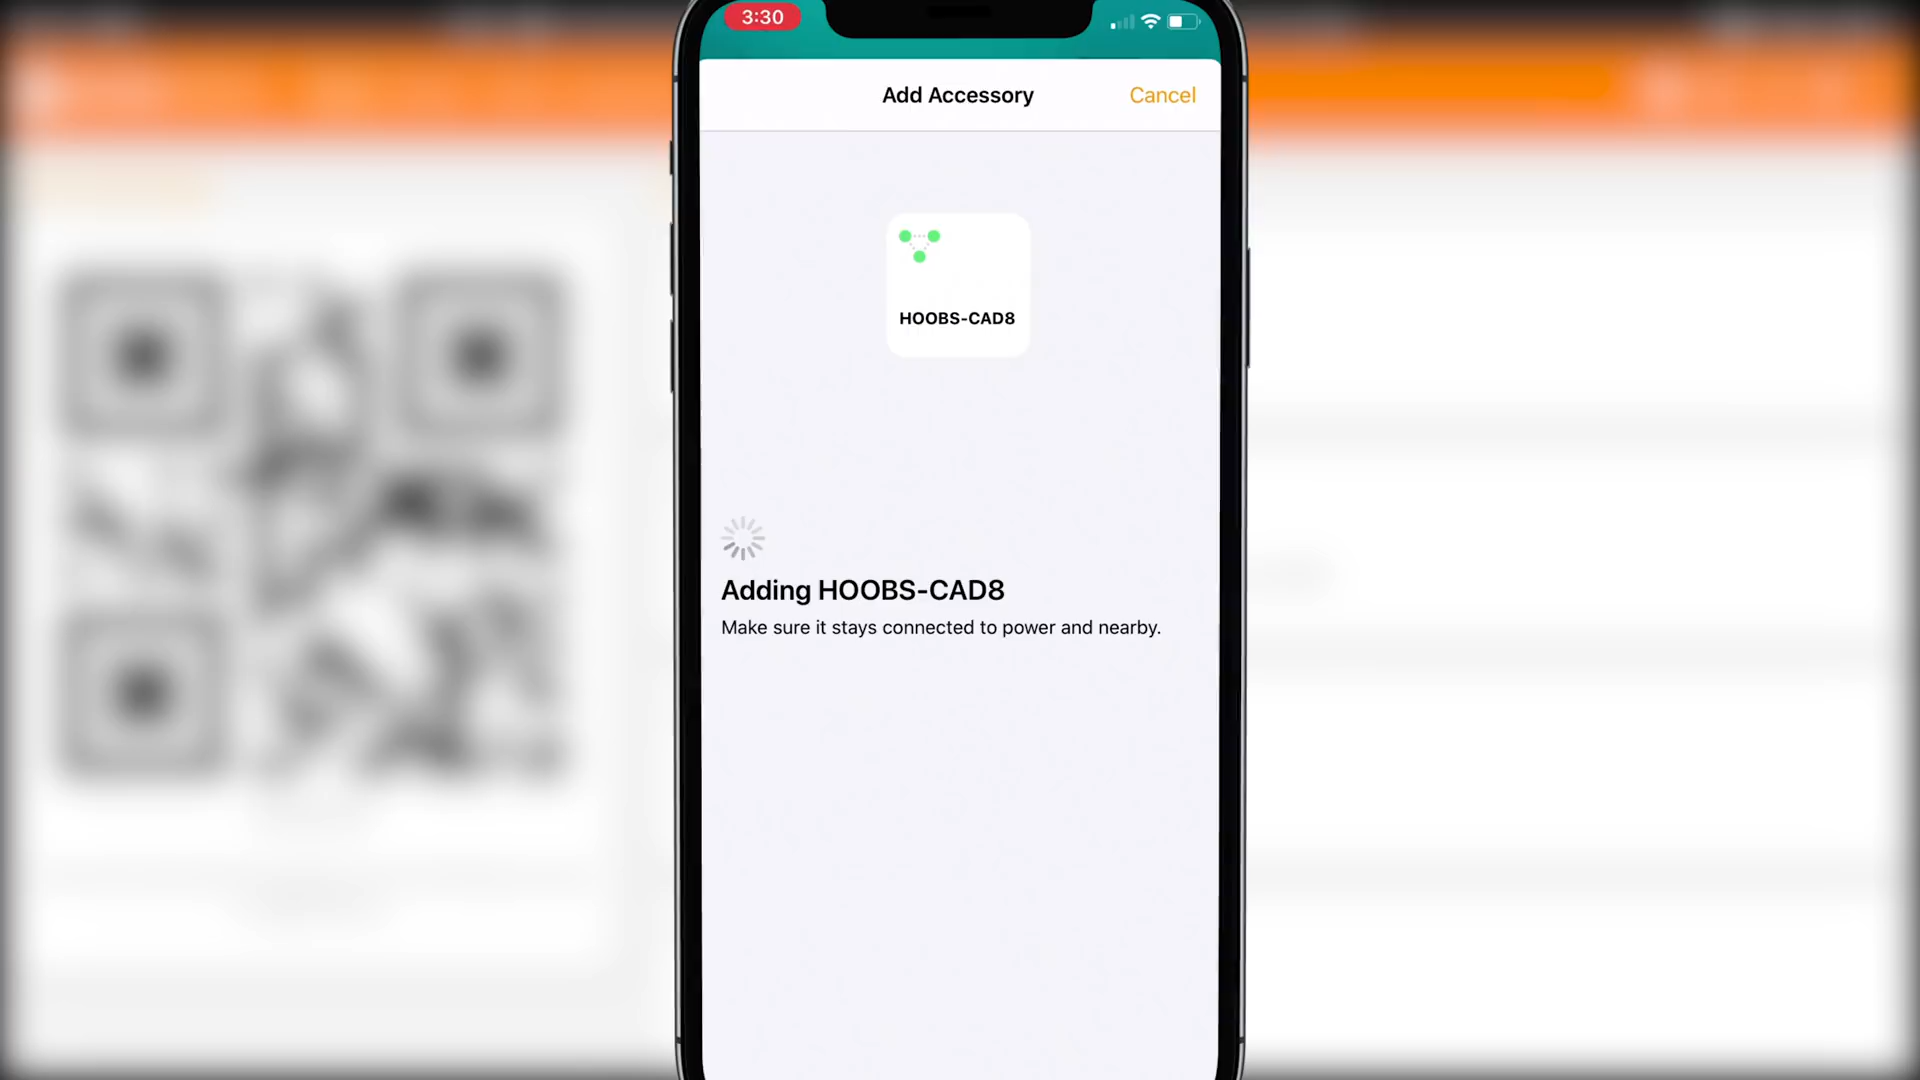 3:30
Add Accessory
Cancel
HOOBS-CAD8
Adding HOOBS-CAD8
Make sure it stays connected to power and nearby.